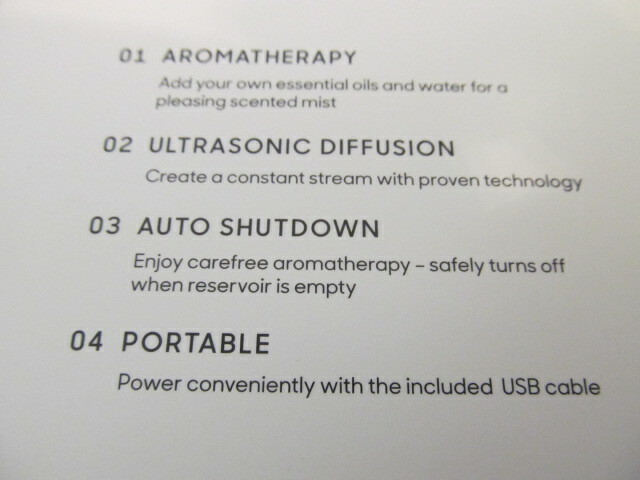 01 AROMATHERAPY
Add your own essential oils and water for a
pleasing scented mist
02 ULTRASONIC DIFFUSION
Create a constant stream with proven technology
03 AUTO SHUTDOWN
Enjoy carefree aromatherapy – safely turns off
when reservoir is empty
04 PORTABLE
Power conveniently with the included USB cable